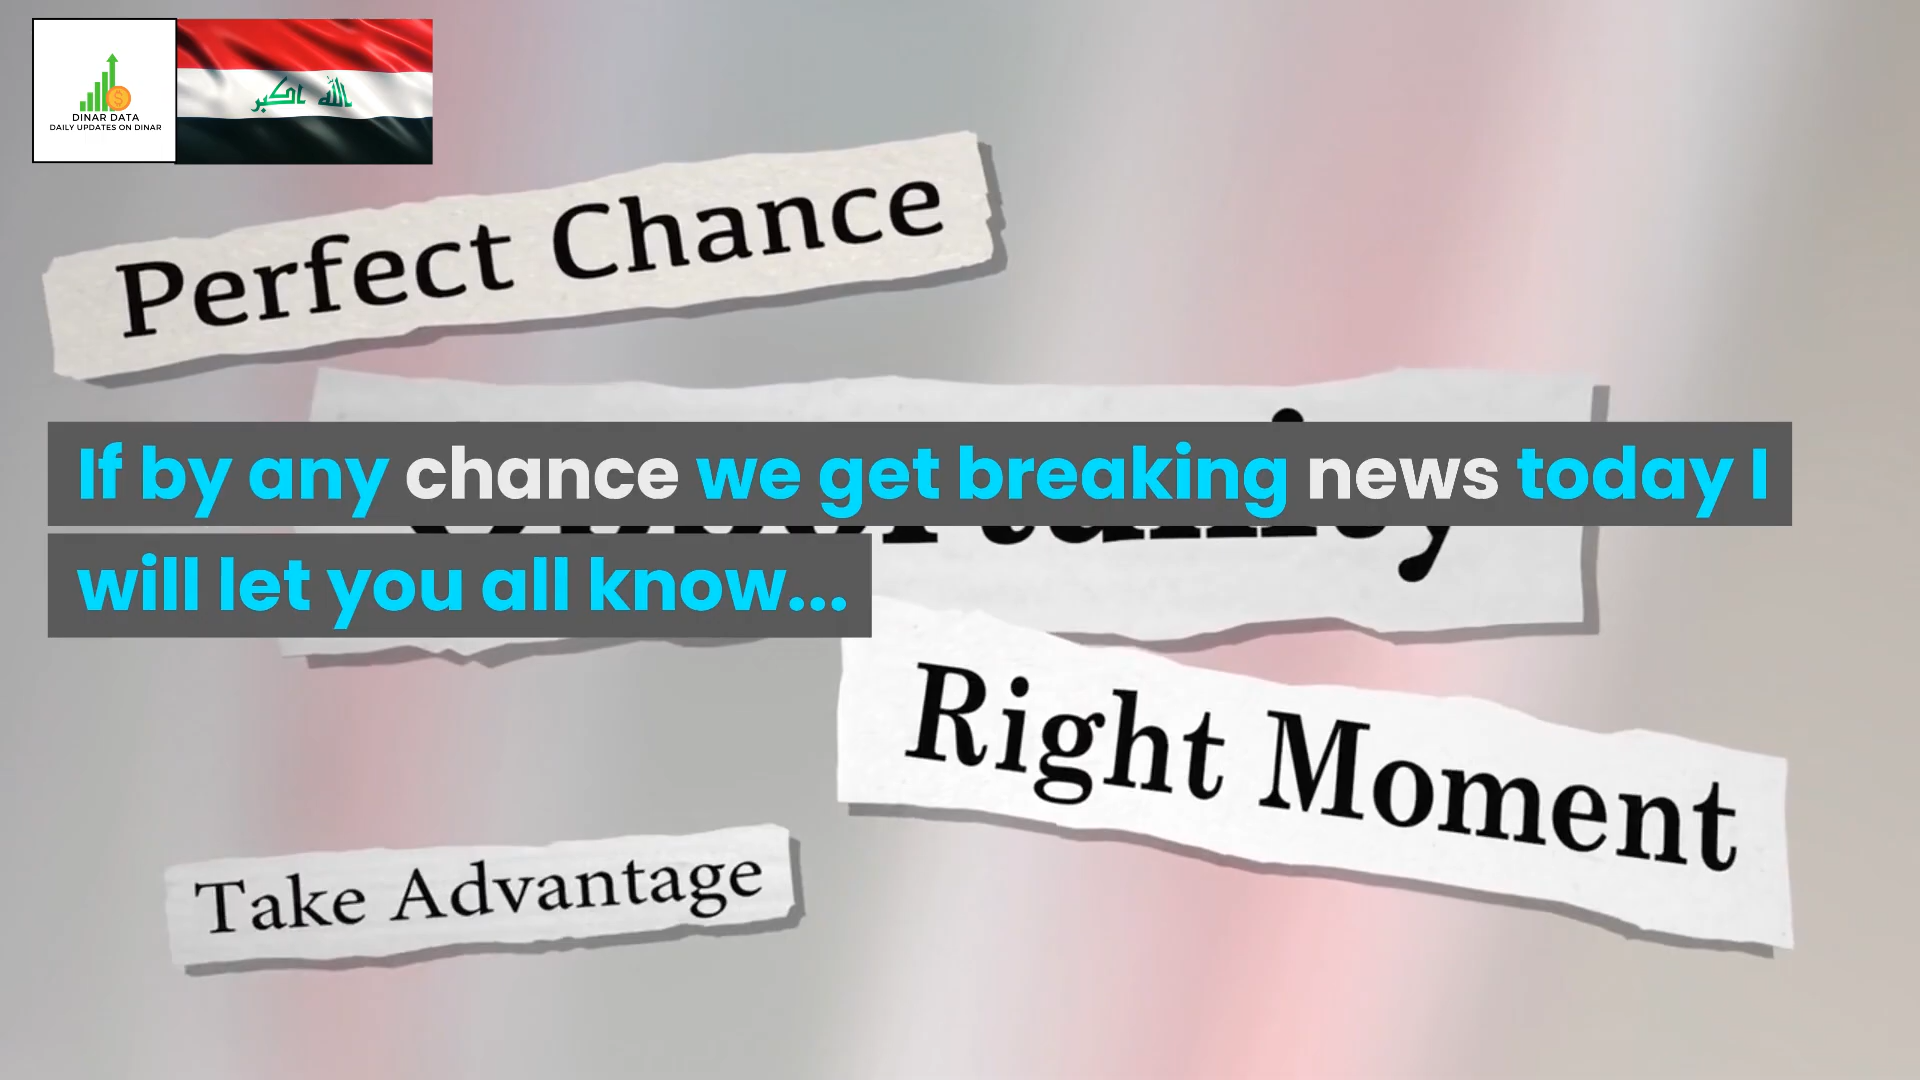 DINAR DATA
DAILY UPDATES ON DINAR
الله اكبر
Perfect Chance
If by any chance we get breaking news today I
will let you all know...
Right Moment
Take Advantage